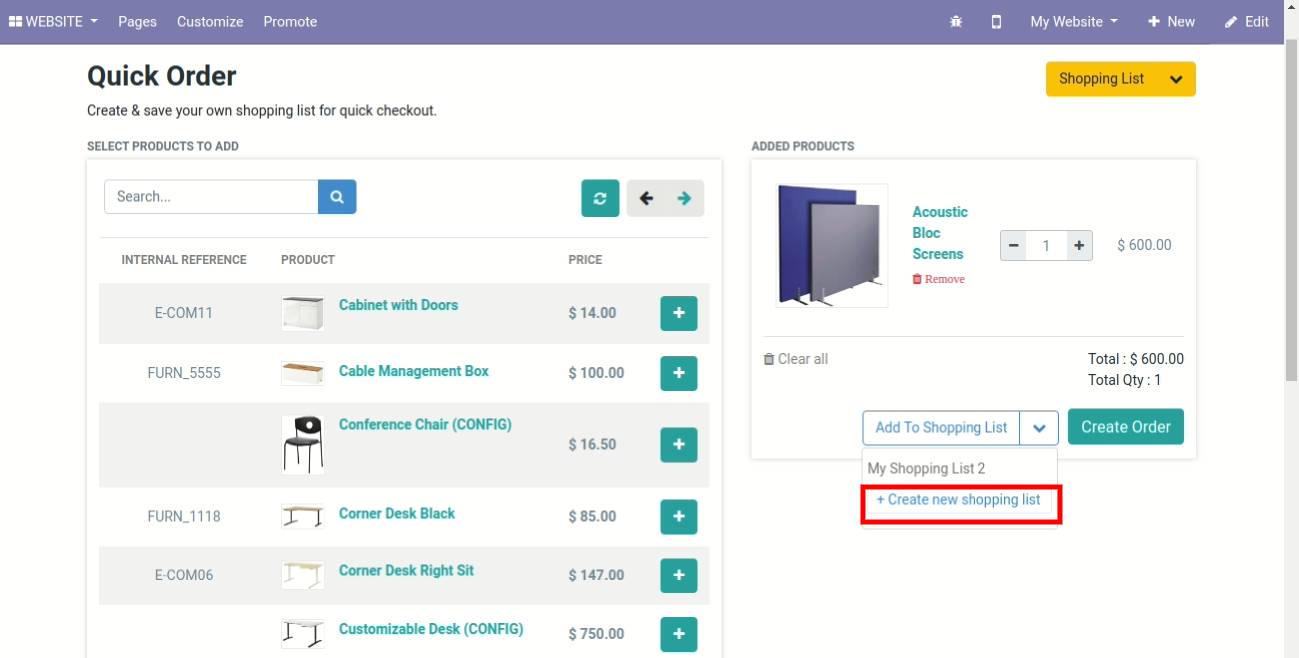 WEBSITE Pages Customize Promote My Website New Edit
Quick Order
Shopping List
Create & save your own shopping list for quick checkout.
SELECT PRODUCTS TO ADD
Search...
INTERNAL REFERENCE PRODUCT PRICE
E-COM11 Cabinet with Doors $ 14.00 +
FURN_5555 Cable Management Box $ 100.00 +
Conference Chair (CONFIG) $ 16.50 +
FURN_1118 Corner Desk Black $ 85.00 +
E-COM06 Corner Desk Right Sit $ 147.00 +
Customizable Desk (CONFIG) $ 750.00 +
ADDED PRODUCTS
Acoustic
Bloc
Screens
Remove
− 1 + $ 600.00
Clear all
Total : $ 600.00
Total Qty : 1
Add To Shopping List Create Order
My Shopping List 2
+ Create new shopping list